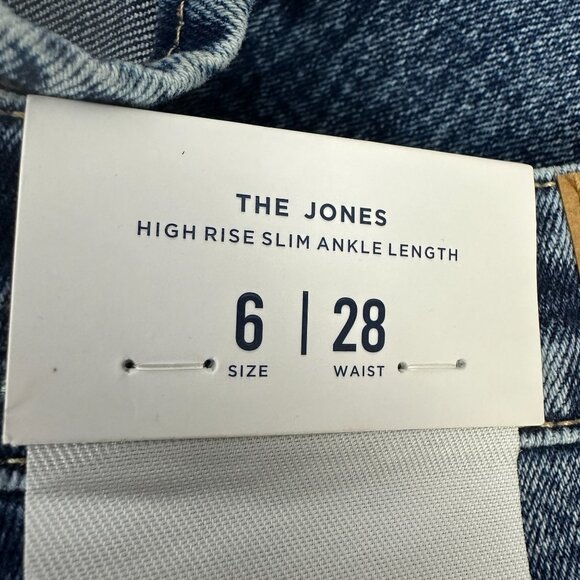 THE JONES
HIGH RISE SLIM ANKLE LENGTH
6 | 28
SIZE WAIST